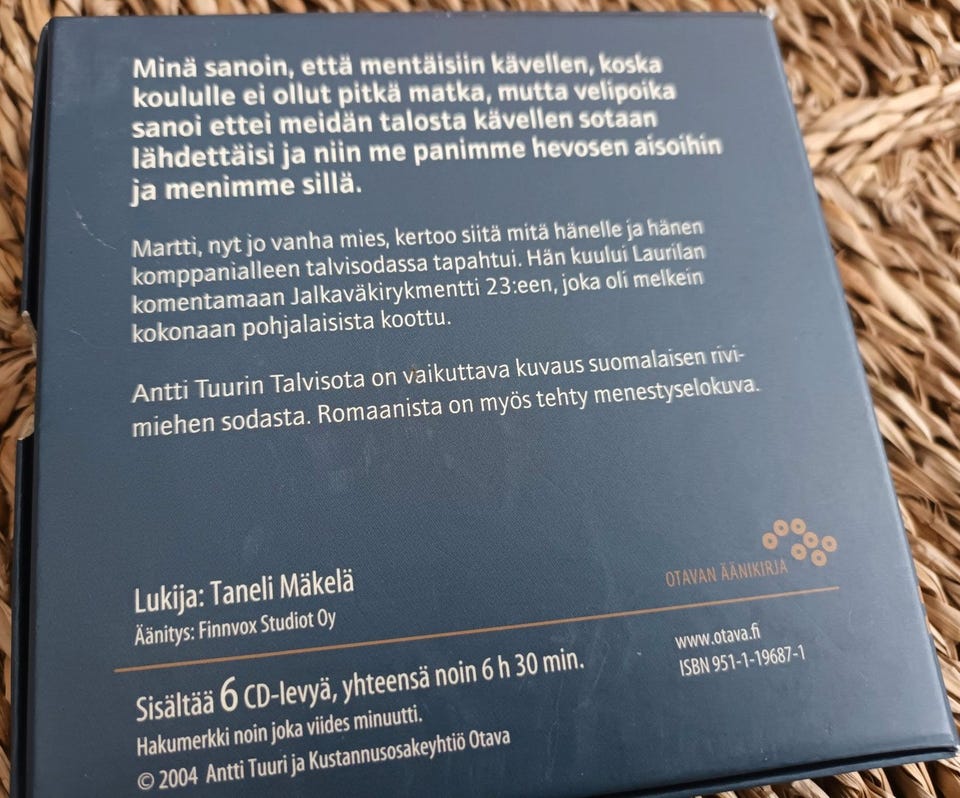 Minä sanoin, että mentäisiin kävellen, koska
koululle ei ollut pitkä matka, mutta velipoika
sanoi ettei meidän talosta kävellen sotaan
lähdettäisi ja niin me panimme hevosen aisoihin
ja menimme sillä.
Martti, nyt jo vanha mies, kertoo siitä mitä hänelle ja hänen
komppanialleen talvisodassa tapahtui. Hän kuului Laurilan
komentamaan Jalkaväkirykmentti 23:een, joka oli melkein
kokonaan pohjalaisista koottu.
Antti Tuurin Talvisota on vaikuttava kuvaus suomalaisen rivi-
miehen sodasta. Romaanista on myös tehty menestyselokuva.
Lukija: Taneli Mäkelä
Äänitys: Finnvox Studiot Oy
OTAVAN ÄÄNIKIRJA
Sisältää 6 CD-levyä, yhteensä noin 6 h 30 min.
Hakumerkki noin joka viides minuutti.
© 2004 Antti Tuuri ja Kustannusosakeyhtiö Otava
www.otava.fi
ISBN 951-1-19687-1